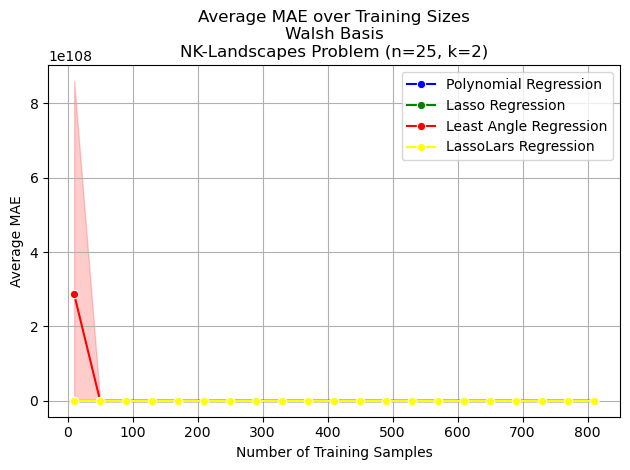 Average MAE over Training Sizes
Walsh Basis
NK-Landscapes Problem (n=25, k=2)
1e108
Polynomial Regression
Lasso Regression
Least Angle Regression
LassoLars Regression
8
6
4
2
0
Average MAE
0 100 200 300 400 500 600 700 800
Number of Training Samples